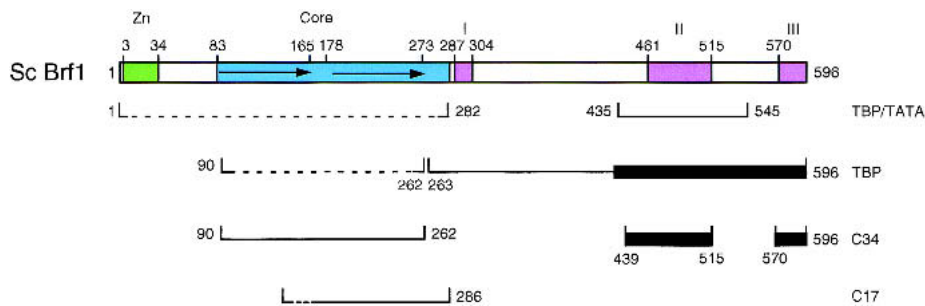 Zn Core I II III
3 34 83 165 178 273 287 304 481 515 570
Sc Brf1 1 596
1 282 435 545 TBP/TATA
90 262 263 596 TBP
90 262 439 515 570 596 C34
286 C17